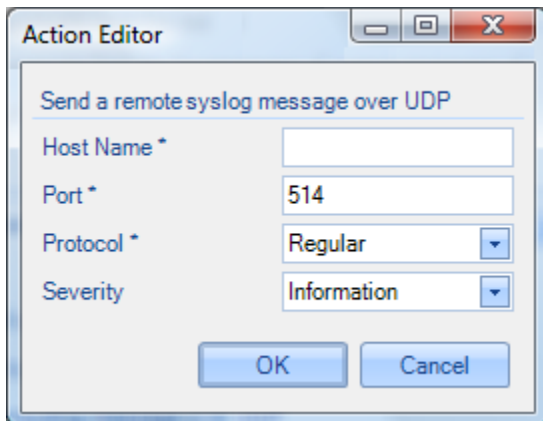 Action Editor
Send a remote syslog message over UDP
Host Name *
Port * 514
Protocol * Regular
Severity Information
OK Cancel